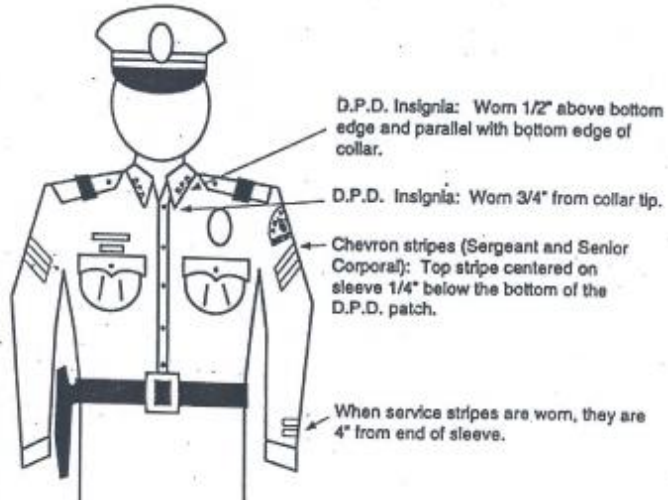 D.P.D. Insignia: Worn 1/2" above bottom
edge and parallel with bottom edge of
collar.
D.P.D. Insignia: Worn 3/4" from collar tip.
Chevron stripes (Sergeant and Senior
Corporal): Top stripe centered on
sleeve 1/4" below the bottom of the
D.P.D. patch.
When service stripes are worn, they are
4" from end of sleeve.